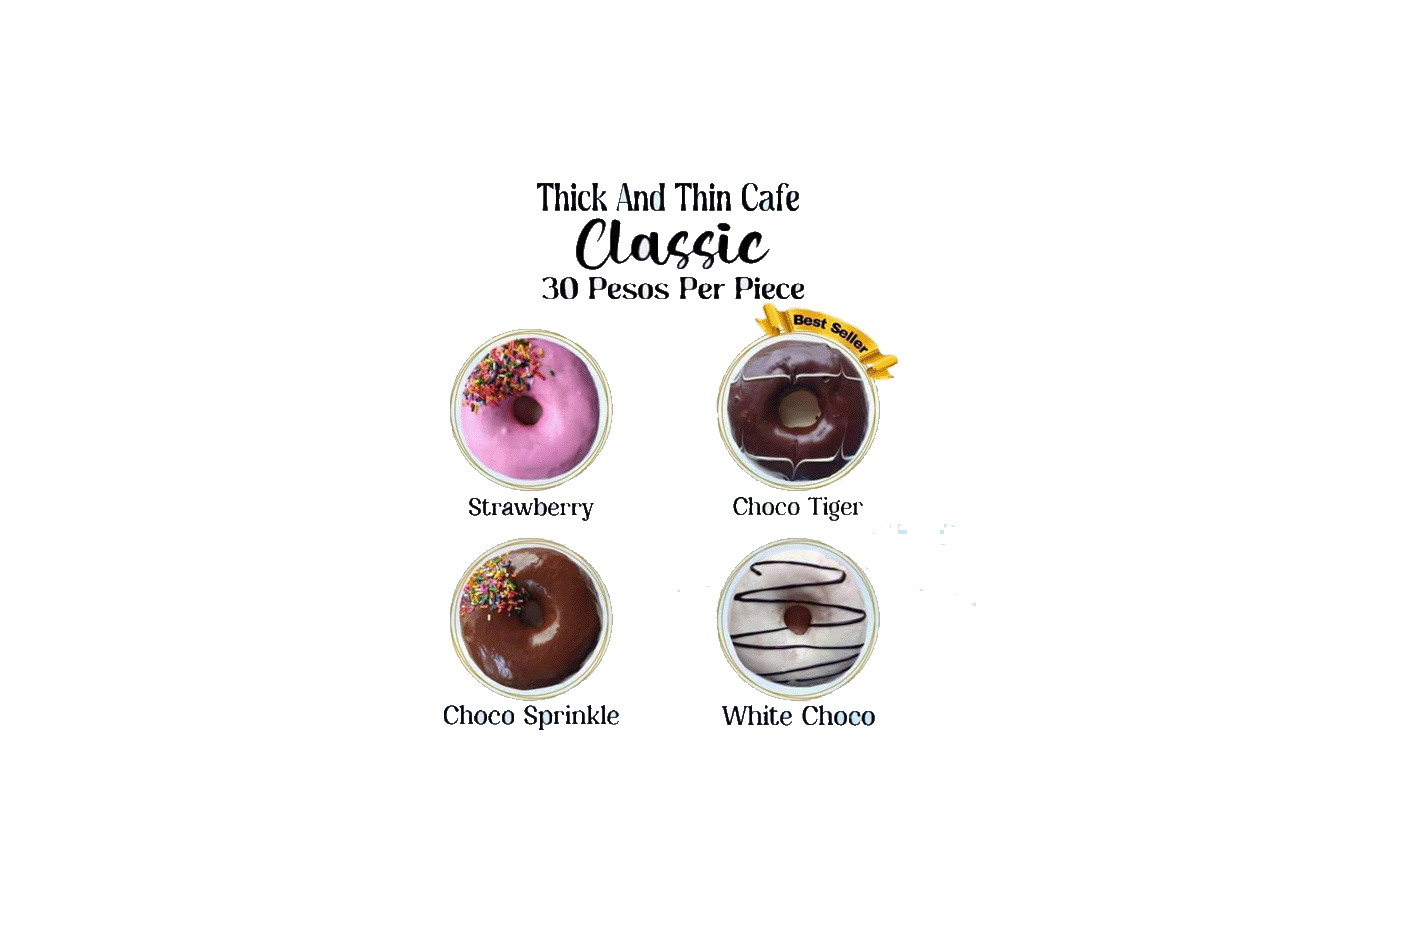 Thick And Thin Cafe
Classic
30 Pesos Per Piece
Best Seller
Strawberry
Choco Tiger
Choco Sprinkle
White Choco